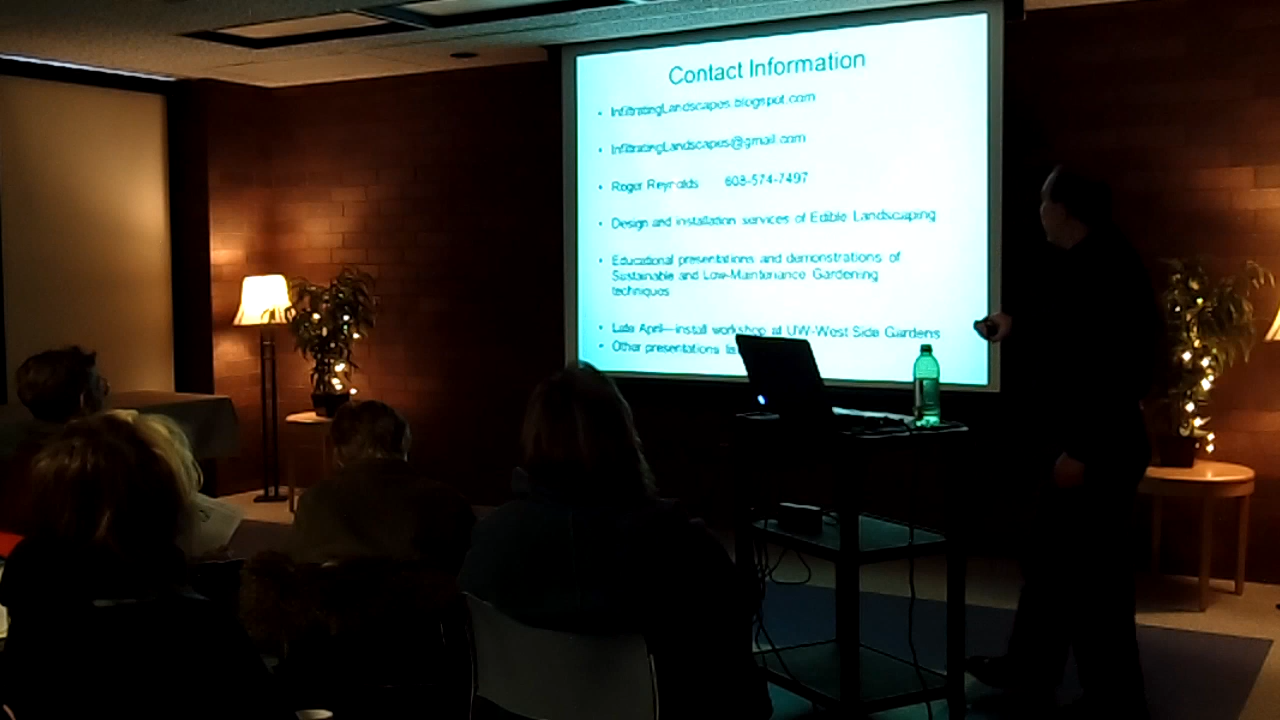 Contact Information
• InfiltratingLandscapes.blogspot.com
• InfiltratingLandscapes@gmail.com
• Roger Reynolds 608-574-7497
• Design and installation services of Edible Landscaping
• Educational presentations and demonstrations of
Sustainable and Low-Maintenance Gardening
techniques
• Late April—install workshop at UW-West Side Gardens
• Other presentations